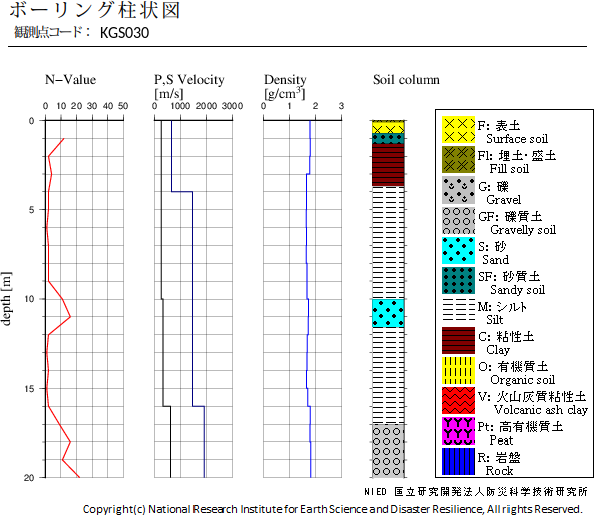 ボーリング柱状図
観測点コード： KGS030
N−Value
P,S Velocity
Density
Soil column
[m/s]
[g/cm3]
0 10 20 30 40 50
0 1000 2000 3000
0 1 2 3
0
5
10
15
20
depth [m]
F: 表土
Surface soil
Fl: 埋土・盛土
Fill soil
G: 礫
Gravel
GF: 礫質土
Gravelly soil
S: 砂
Sand
SF: 砂質土
Sandy soil
M: シルト
Silt
C: 粘性土
Clay
O: 有機質土
Organic soil
V: 火山灰質粘性土
Volcanic ash clay
Pt: 高有機質土
Peat
R: 岩盤
Rock
NIED 国立研究開発法人防災科学技術研究所
Copyright(c) National Research Institute for Earth Science and Disaster Resilience, All Rights Reserved.